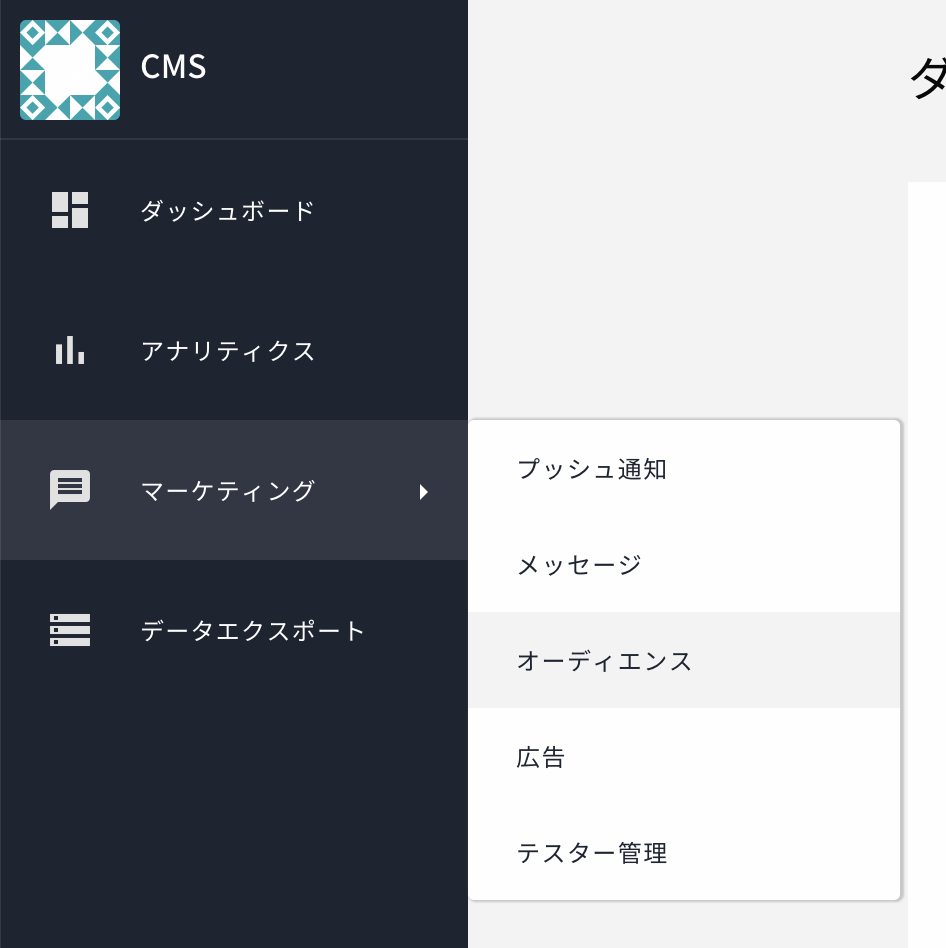 CMS
ダ
ダッシュボード
アナリティクス
マーケティング
データエクスポート
プッシュ通知
メッセージ
オーディエンス
広告
テスター管理